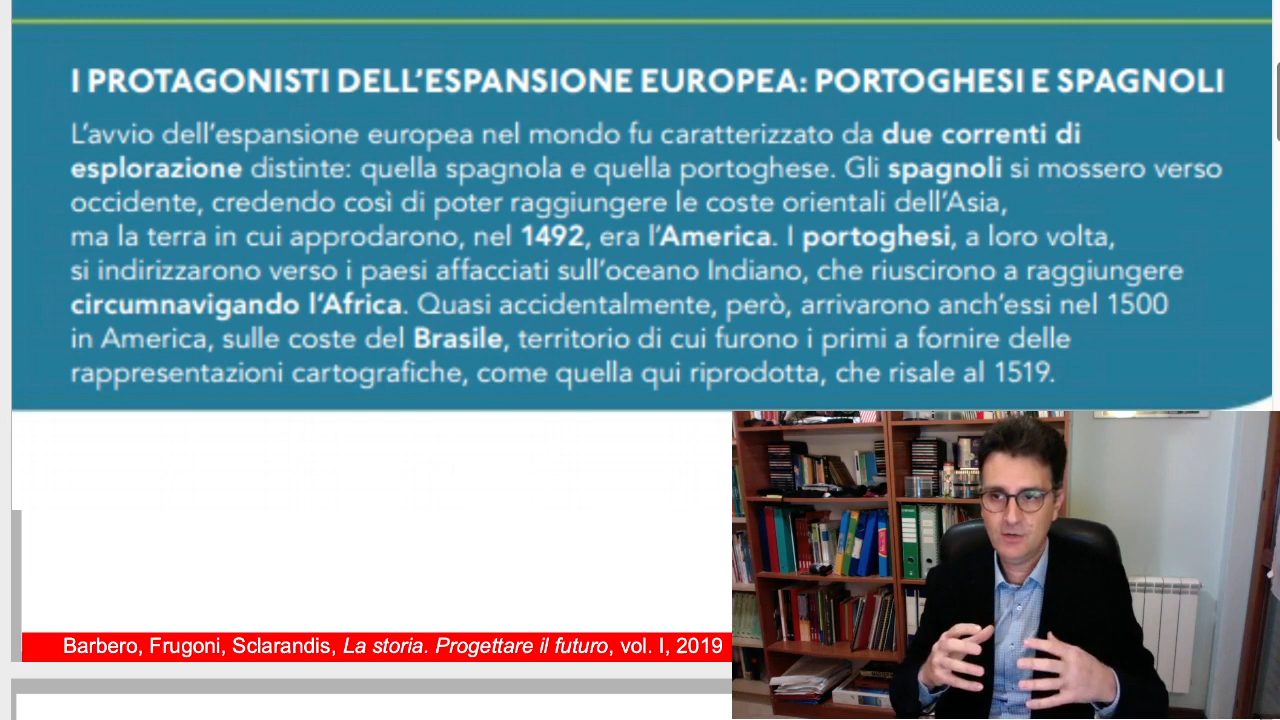 I PROTAGONISTI DELL'ESPANSIONE EUROPEA: PORTOGHESI E SPAGNOLI
L'avvio dell'espansione europea nel mondo fu caratterizzato da due correnti di
esplorazione distinte: quella spagnola e quella portoghese. Gli spagnoli si mossero verso
occidente, credendo così di poter raggiungere le coste orientali dell'Asia,
ma la terra in cui approdarono, nel 1492, era l'America. I portoghesi, a loro volta,
si indirizzarono verso i paesi affacciati sull'oceano Indiano, che riuscirono a raggiungere
circumnavigando l'Africa. Quasi accidentalmente, però, arrivarono anch'essi nel 1500
in America, sulle coste del Brasile, territorio di cui furono i primi a fornire delle
rappresentazioni cartografiche, come quella qui riprodotta, che risale al 1519.
Barbero, Frugoni, Sclarandis, La storia. Progettare il futuro, vol. I, 2019